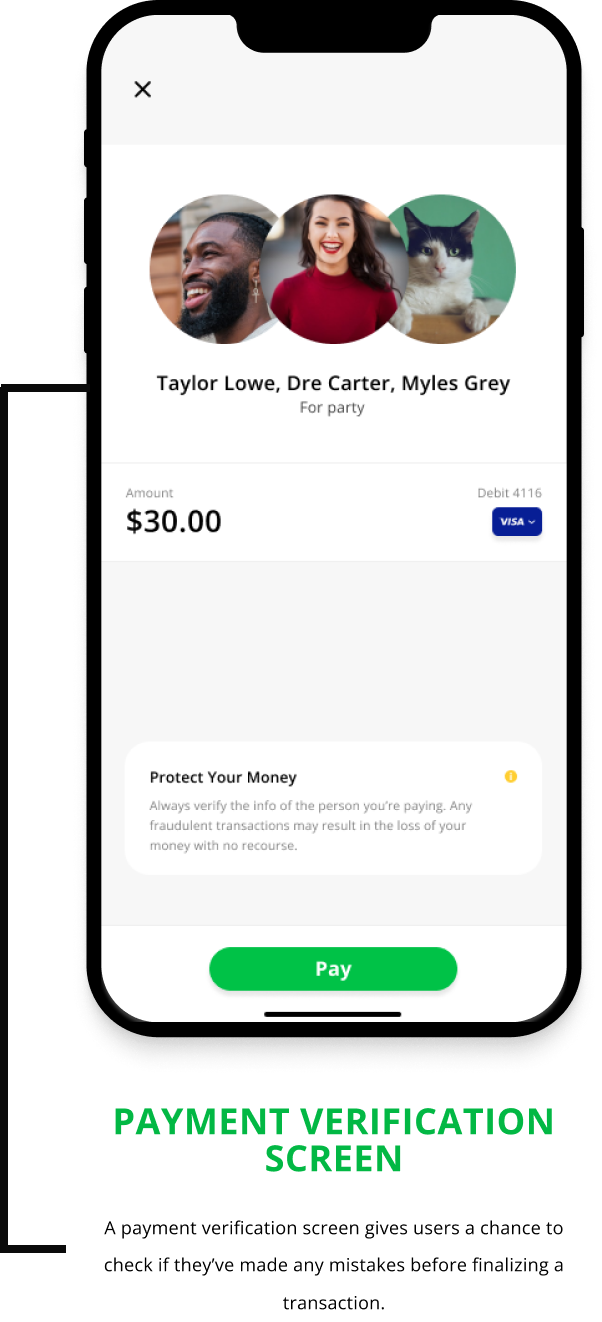 Taylor Lowe, Dre Carter, Myles Grey
For party
Amount
Debit 4116
$30.00
VISA
Protect Your Money
Always verify the info of the person you’re paying. Any
fraudulent transactions may result in the loss of your
money with no recourse.
Pay
PAYMENT VERIFICATION
SCREEN
A payment verification screen gives users a chance to
check if they’ve made any mistakes before finalizing a
transaction.